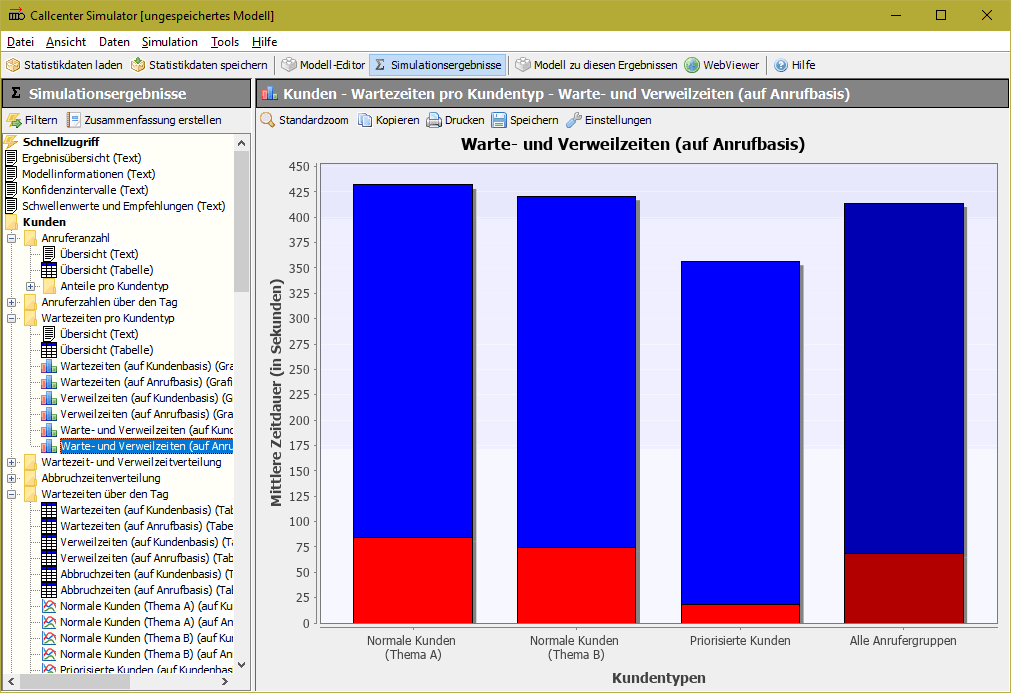 Callcenter Simulator [ungespeichertes Modell]
Datei Ansicht Daten Simulation Tools Hilfe
Statistikdaten laden Statistikdaten speichern Modell-Editor Σ Simulationsergebnisse Modell zu diesen Ergebnissen WebViewer Hilfe
Σ Simulationsergebnisse
Filtern Zusammenfassung erstellen
Schnellzugriff
Ergebnisübersicht (Text)
Modellinformationen (Text)
Konfidenzintervalle (Text)
Schwellenwerte und Empfehlungen (Text)
Kunden
Anruferanzahl
Übersicht (Text)
Übersicht (Tabelle)
Anteile pro Kundentyp
Anruferzahlen über den Tag
Wartezeiten pro Kundentyp
Übersicht (Text)
Übersicht (Tabelle)
Wartezeiten (auf Kundenbasis) (Gra
Wartezeiten (auf Anrufbasis) (Grafi
Verweilzeiten (auf Kundenbasis) (G
Verweilzeiten (auf Anrufbasis) (Gra
Warte- und Verweilzeiten (auf Kund
Warte- und Verweilzeiten (auf Anru
Wartezeit- und Verweilzeitverteilung
Abbruchzeitenverteilung
Wartezeiten über den Tag
Wartezeiten (auf Kundenbasis) (Tab
Wartezeiten (auf Anrufbasis) (Tabe
Verweilzeiten (auf Kundenbasis) (Ta
Verweilzeiten (auf Anrufbasis) (Tab
Abbruchzeiten (auf Kundenbasis) (T
Abbruchzeiten (auf Anrufbasis) (Tal
Normale Kunden (Thema A) (auf Ku
Normale Kunden (Thema A) (auf An
Normale Kunden (Thema B) (auf Kur
Normale Kunden (Thema B) (auf An
Priorisierte Kunden (auf Kundenbas
Kunden - Wartezeiten pro Kundentyp - Warte- und Verweilzeiten (auf Anrufbasis)
Standardzoom Kopieren Drucken Speichern Einstellungen
Warte- und Verweilzeiten (auf Anrufbasis)
Mittlere Zeitdauer (in Sekunden)
450
425
400
375
350
325
300
275
250
225
200
175
150
125
100
75
50
25
0
Normale Kunden
(Thema A)
Normale Kunden
(Thema B)
Priorisierte Kunden
Alle Anrufergruppen
Kundentypen